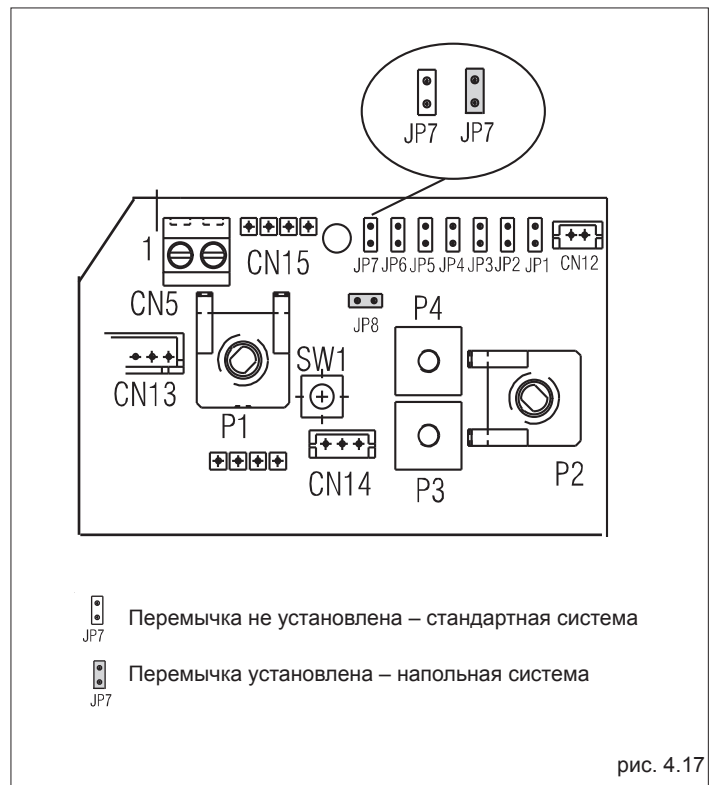 JP7 JP7
1
CN15
JP7 JP6 JP5 JP4 JP3 JP2 JP1 CN12
CN5
JP8
P4
CN13
SW1
P1
CN14
P3
P2
JP7
Перемычка не установлена – стандартная система
JP7
Перемычка установлена – напольная система
рис. 4.17